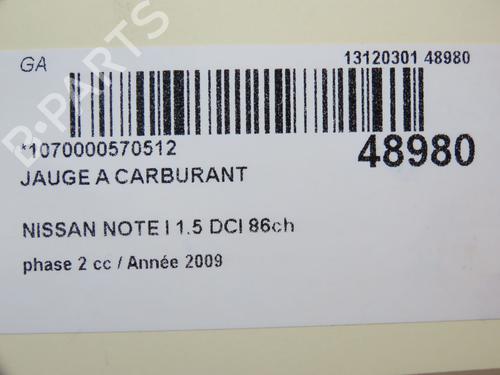 GA
13120301 48980
*1070000570512
48980
JAUGE A CARBURANT
NISSAN NOTE I 1.5 DCI 86ch
phase 2 cc / Année 2009
B-PARTS